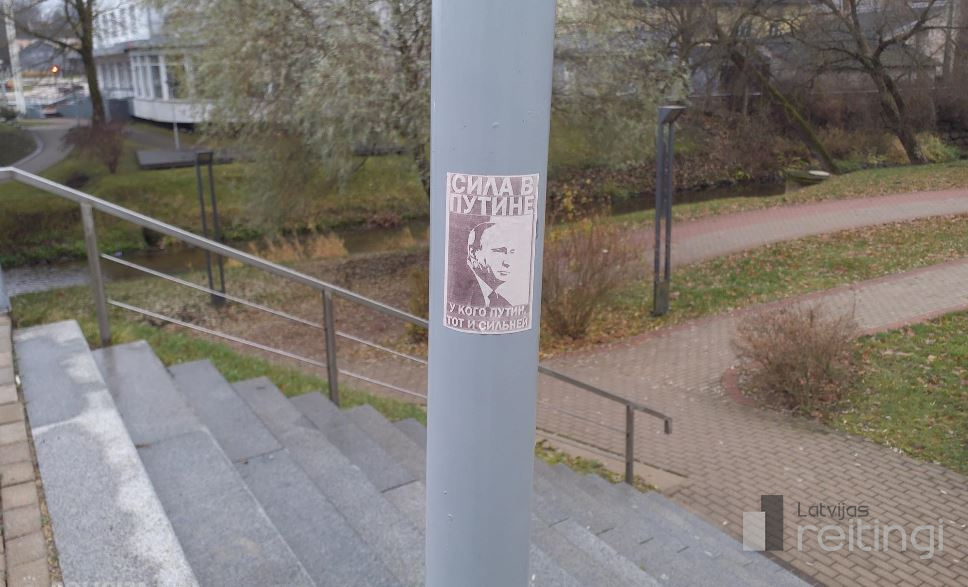 СИЛА В
ПУТИНЕ
У КОГО ПУТИН,
ТОТ И СИЛЬНЕЙ
Latvijas
reitingi